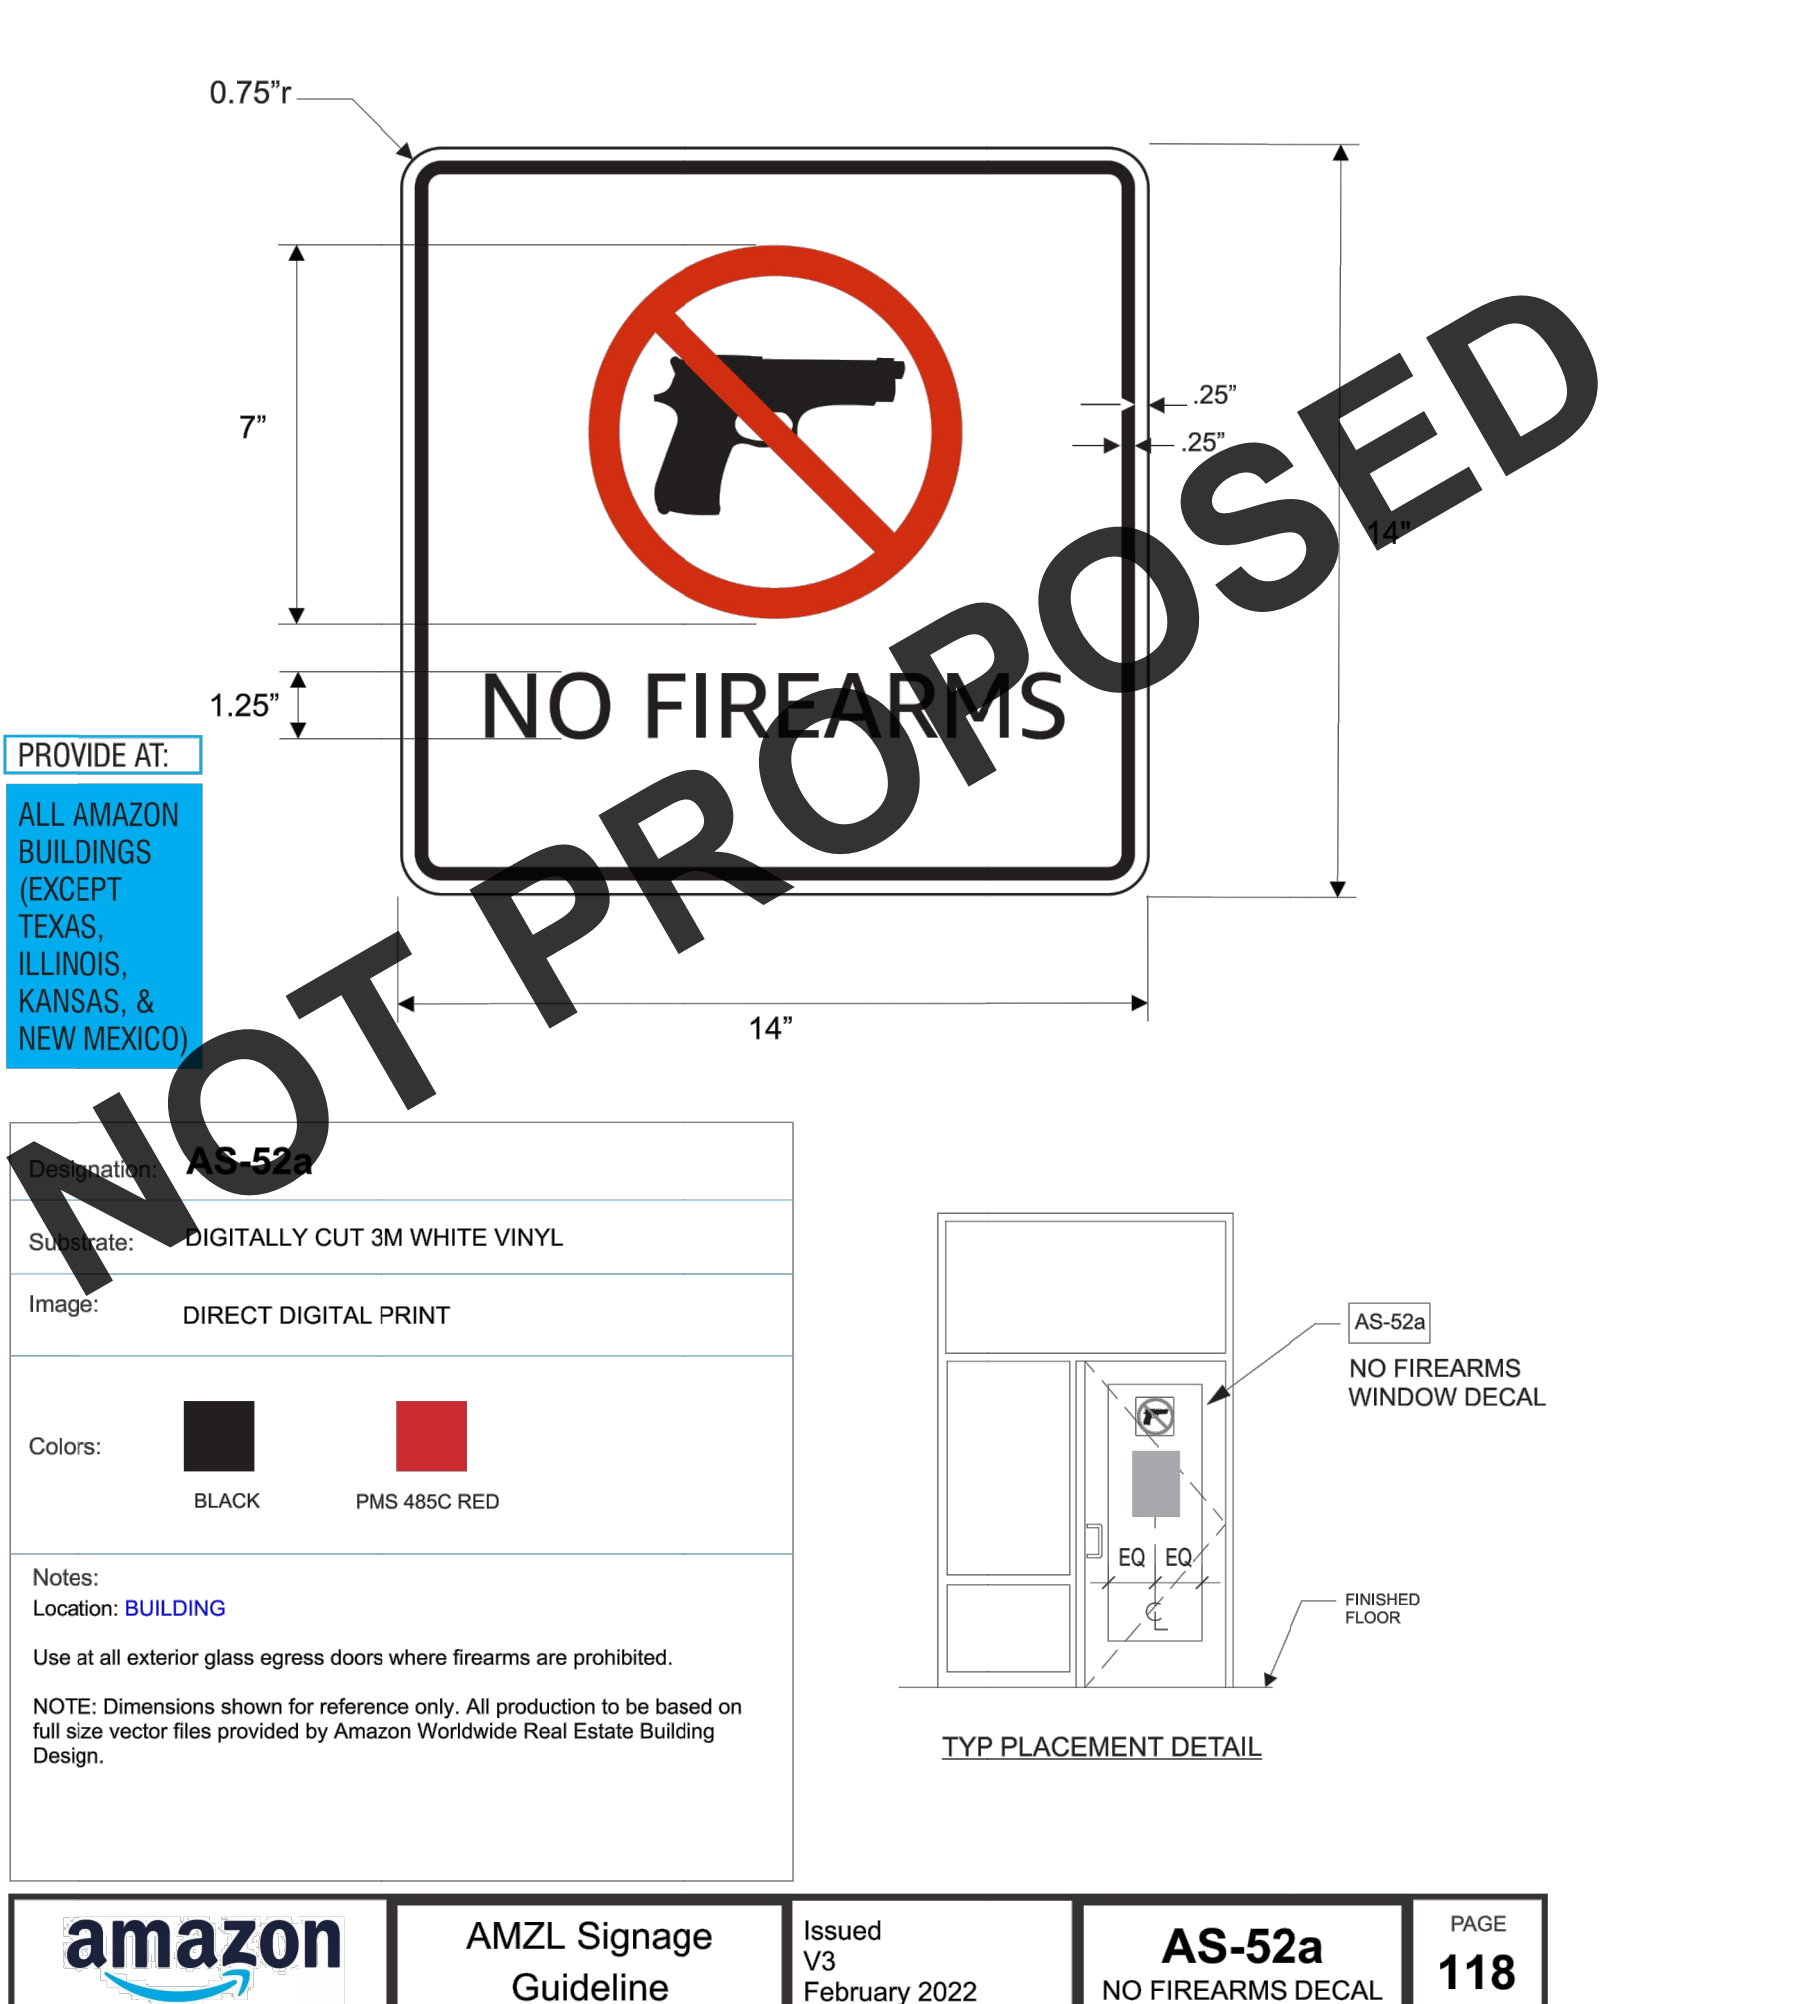 0.75”r
7”
.25”
.25”
14"
NO FIREARMS
1.25”
14”
NOT PROPOSED
PROVIDE AT:
ALL AMAZON
BUILDINGS
(EXCEPT
TEXAS,
ILLINOIS,
KANSAS, &
NEW MEXICO)
Designation: AS-52a
Substrate: DIGITALLY CUT 3M WHITE VINYL
Image: DIRECT DIGITAL PRINT
Colors:
BLACK PMS 485C RED
Notes:
Location: BUILDING
Use at all exterior glass egress doors where firearms are prohibited.
NOTE: Dimensions shown for reference only. All production to be based on
full size vector files provided by Amazon Worldwide Real Estate Building
Design.
AS-52a
NO FIREARMS
WINDOW DECAL
EQ EQ
CL
FINISHED
FLOOR
TYP PLACEMENT DETAIL
amazon
AMZL Signage
Guideline
Issued
V3
February 2022
AS-52a
NO FIREARMS DECAL
PAGE
118